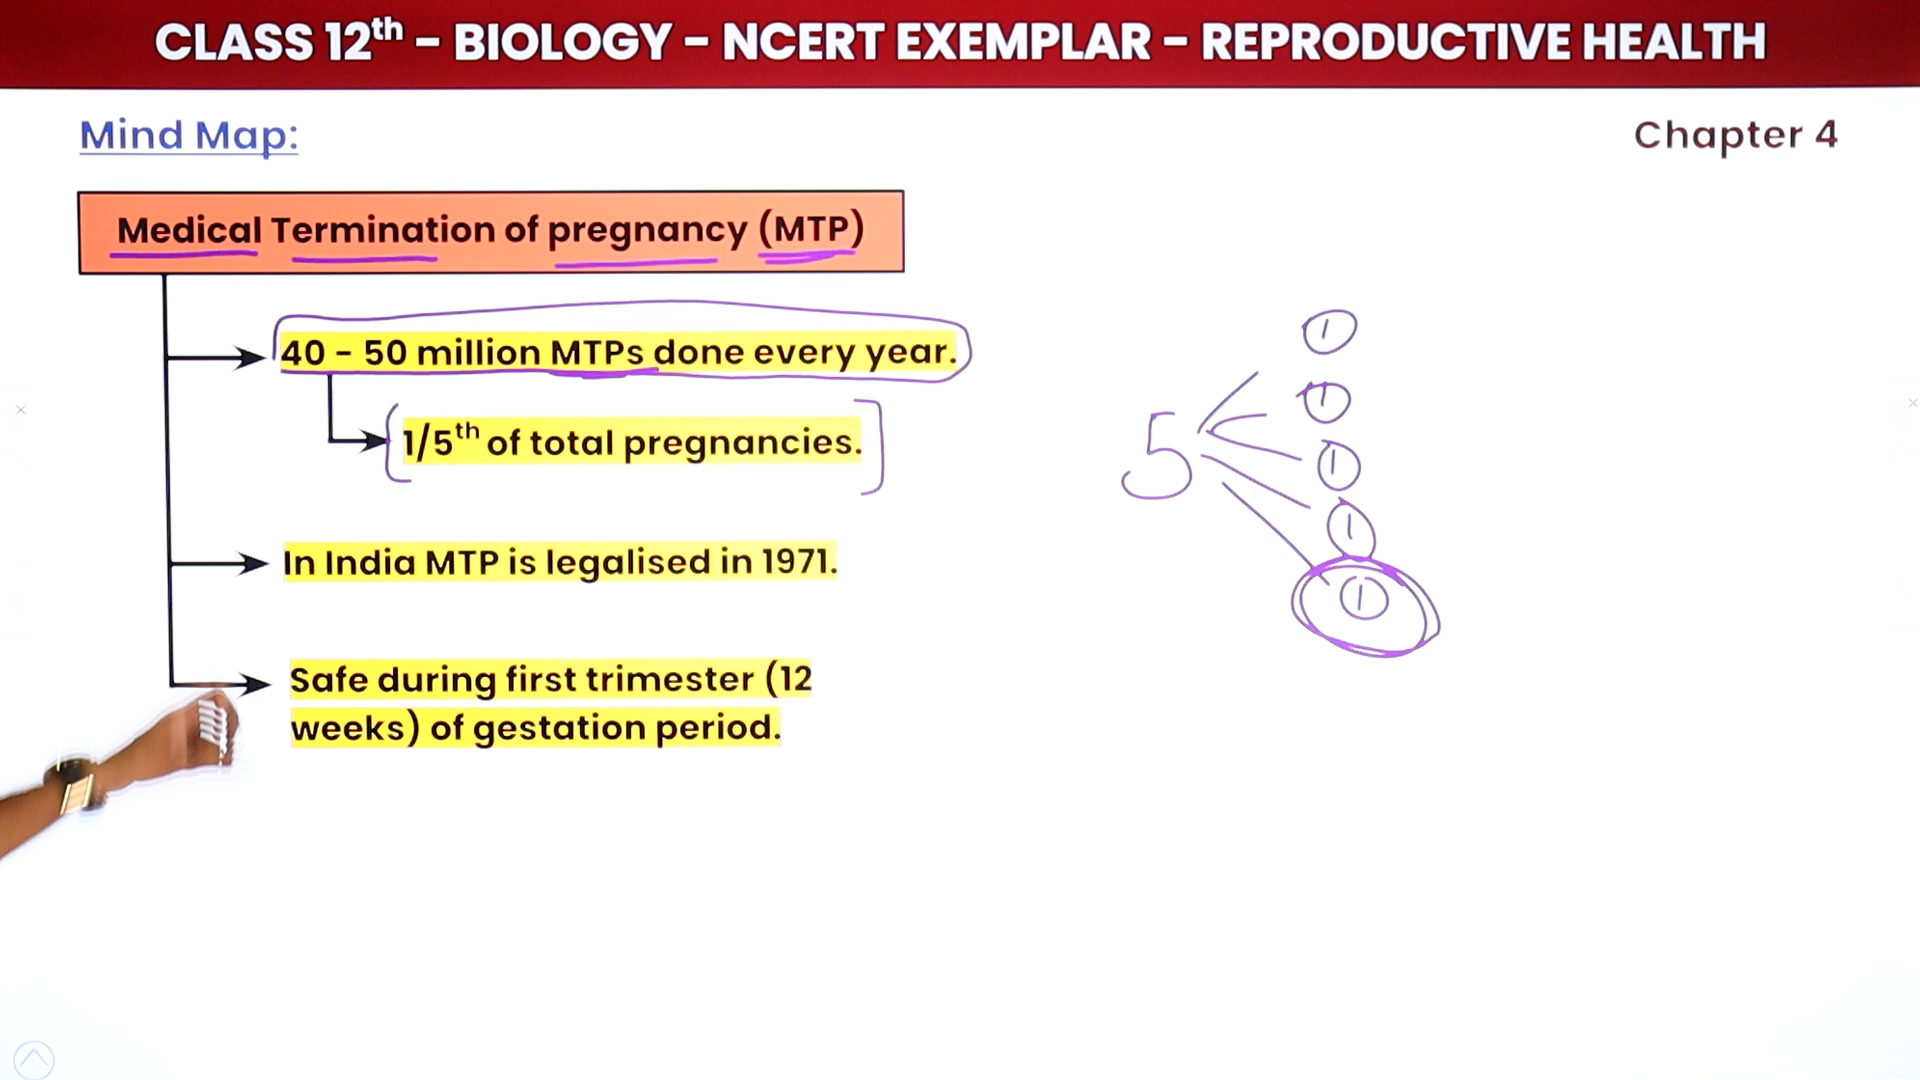 CLASS 12th - BIOLOGY - NCERT EXEMPLAR - REPRODUCTIVE HEALTH
Mind Map:
Chapter 4
Medical Termination of pregnancy (MTP)
40 - 50 million MTPs done every year.
1/5th of total pregnancies.
In India MTP is legalised in 1971.
Safe during first trimester (12
weeks) of gestation period.
5
1
1
1
1
1